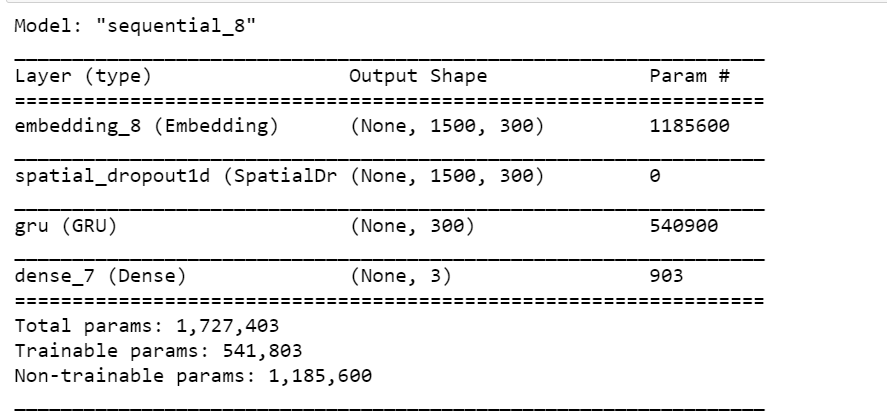 Model: "sequential_8"
_________________________________________________________________
Layer (type)                 Output Shape              Param #
=================================================================
embedding_8 (Embedding)      (None, 1500, 300)         1185600
_________________________________________________________________
spatial_dropout1d (SpatialDr (None, 1500, 300)         0
_________________________________________________________________
gru (GRU)                    (None, 300)               540900
_________________________________________________________________
dense_7 (Dense)              (None, 3)                 903
=================================================================
Total params: 1,727,403
Trainable params: 541,803
Non-trainable params: 1,185,600
_________________________________________________________________